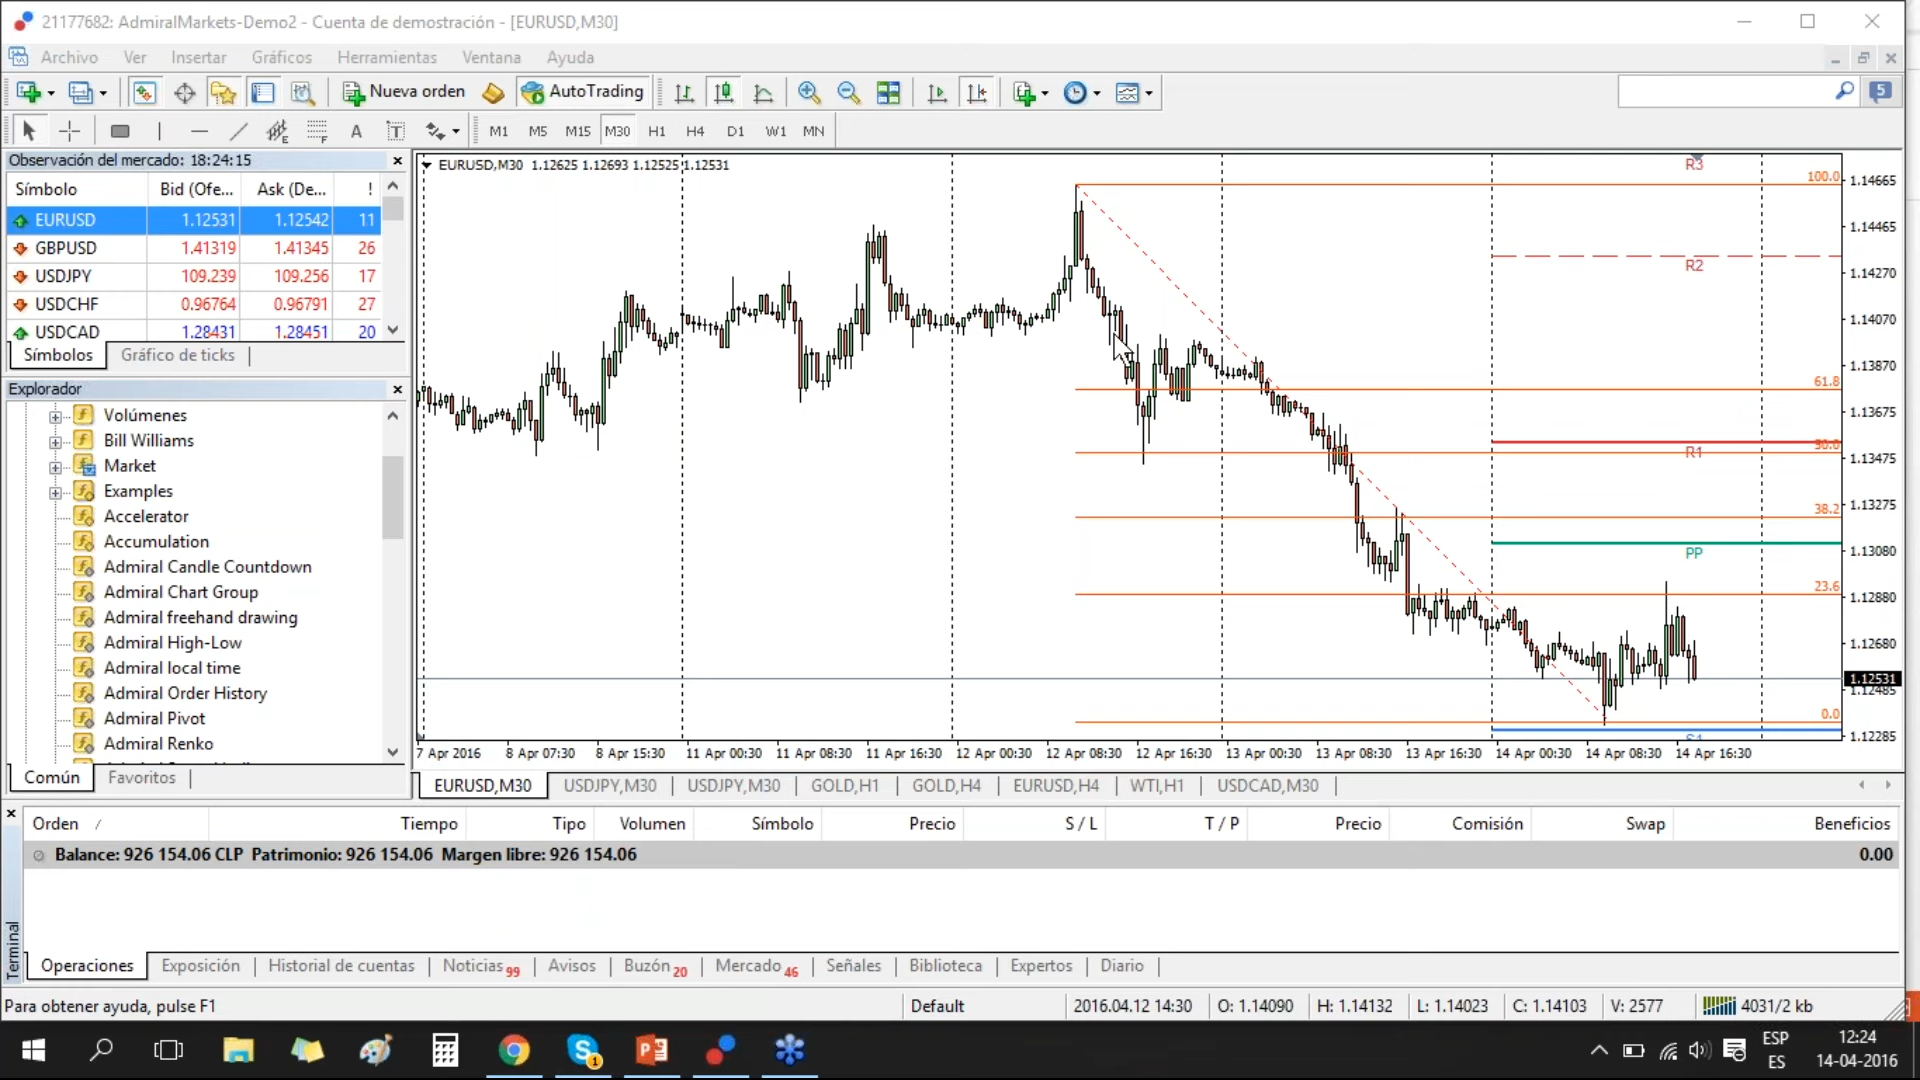 21177682: AdmiralMarkets-Demo2 - Cuenta de demostración - [EURUSD,M30]
Archivo Ver Insertar Gráficos Herramientas Ventana Ayuda
Nueva orden AutoTrading 5
A T M1 M5 M15 M30 H1 H4 D1 W1 MN
Observación del mercado: 18:24:15
Símbolo Bid (Ofe... Ask (De... !
EURUSD 1.12531 1.12542 11
GBPUSD 1.41319 1.41345 26
USDJPY 109.239 109.256 17
USDCHF 0.96764 0.96791 27
USDCAD 1.28431 1.28451 20
Símbolos Gráfico de ticks
Explorador
Volúmenes
Bill Williams
Market
Examples
Accelerator
Accumulation
Admiral Candle Countdown
Admiral Chart Group
Admiral freehand drawing
Admiral High-Low
Admiral local time
Admiral Order History
Admiral Pivot
Admiral Renko
Común Favoritos
EURUSD,M30 1.12625 1.12693 1.12525 1.12531
R3
100.0
R2
61.8
50.0
R1
38.2
PP
23.6
0.0
S1
1.14665
1.14465
1.14270
1.14070
1.13870
1.13675
1.13475
1.13275
1.13080
1.12880
1.12680
1.12531
1.12485
1.12285
7 Apr 2016 8 Apr 07:30 8 Apr 15:30 11 Apr 00:30 11 Apr 08:30 11 Apr 16:30 12 Apr 00:30 12 Apr 08:30 12 Apr 16:30 13 Apr 00:30 13 Apr 08:30 13 Apr 16:30 14 Apr 00:30 14 Apr 08:30 14 Apr 16:30
EURUSD,M30 USDJPY,M30 USDJPY,M30 GOLD,H1 GOLD,H4 EURUSD,H4 WTI,H1 USDCAD,M30
Orden / Tiempo Tipo Volumen Símbolo Precio S / L T / P Precio Comisión Swap Beneficios
Balance: 926 154.06 CLP Patrimonio: 926 154.06 Margen libre: 926 154.06 0.00
Terminal
Operaciones Exposición Historial de cuentas Noticias 99 Avisos Buzón 20 Mercado 46 Señales Biblioteca Expertos Diario
Para obtener ayuda, pulse F1 Default 2016.04.12 14:30 O: 1.14090 H: 1.14132 L: 1.14023 C: 1.14103 V: 2577 4031/2 kb
1 ESP 12:24
ES 14-04-2016